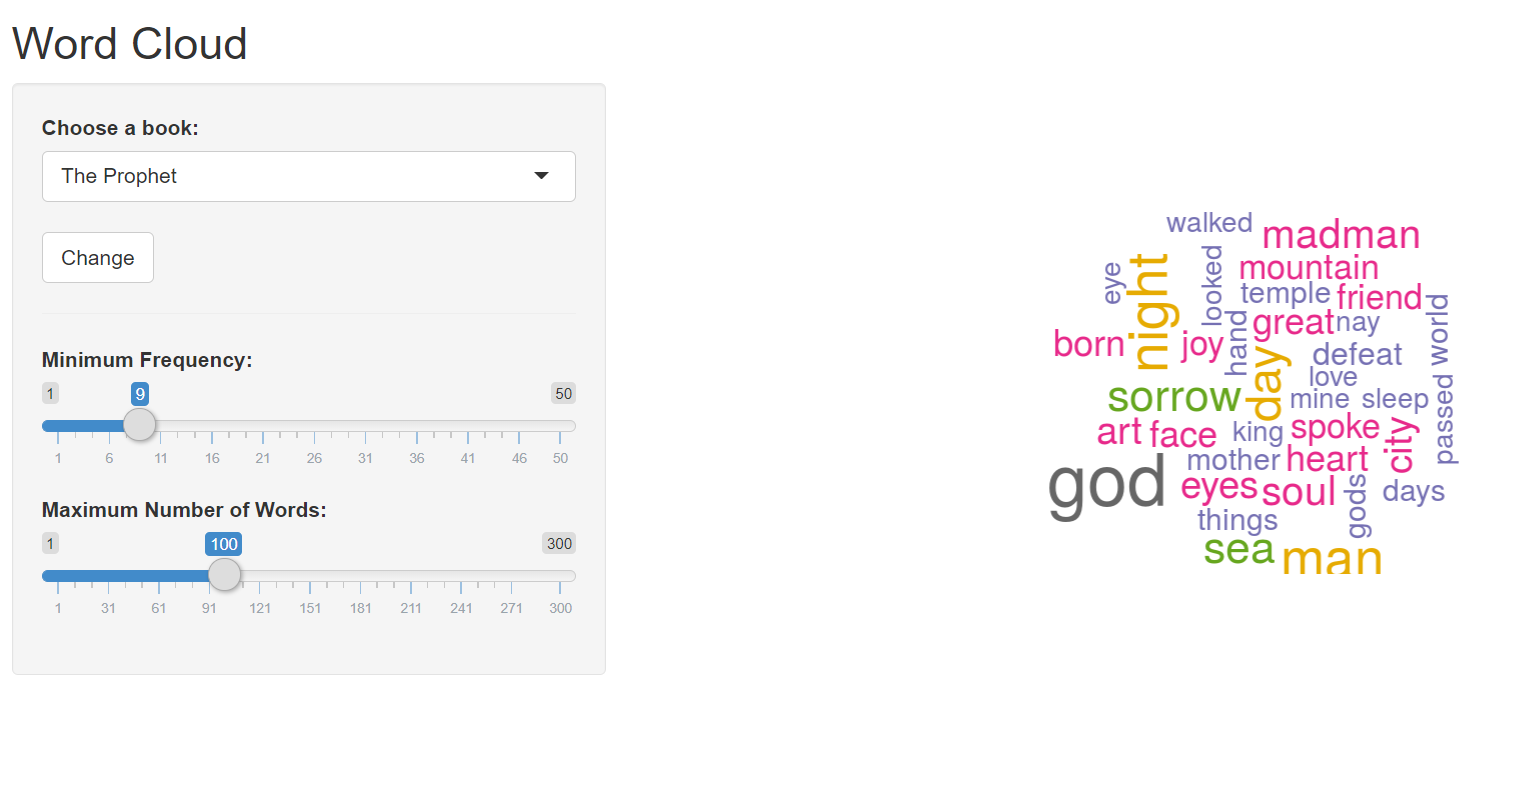 Word Cloud
Choose a book:
The Prophet
Change
Minimum Frequency:
1 9 50
1 6 11 16 21 26 31 36 41 46 50
Maximum Number of Words:
1 100 300
1 31 61 91 121 151 181 211 241 271 300
walked
madman
eye
night
looked
mountain
temple
friend
born
joy
hand
great
nay
world
defeat
day
love
sorrow
mine
sleep
passed
art
face
king
spoke
city
mother
heart
god
eyes
soul
gods
days
things
sea
man